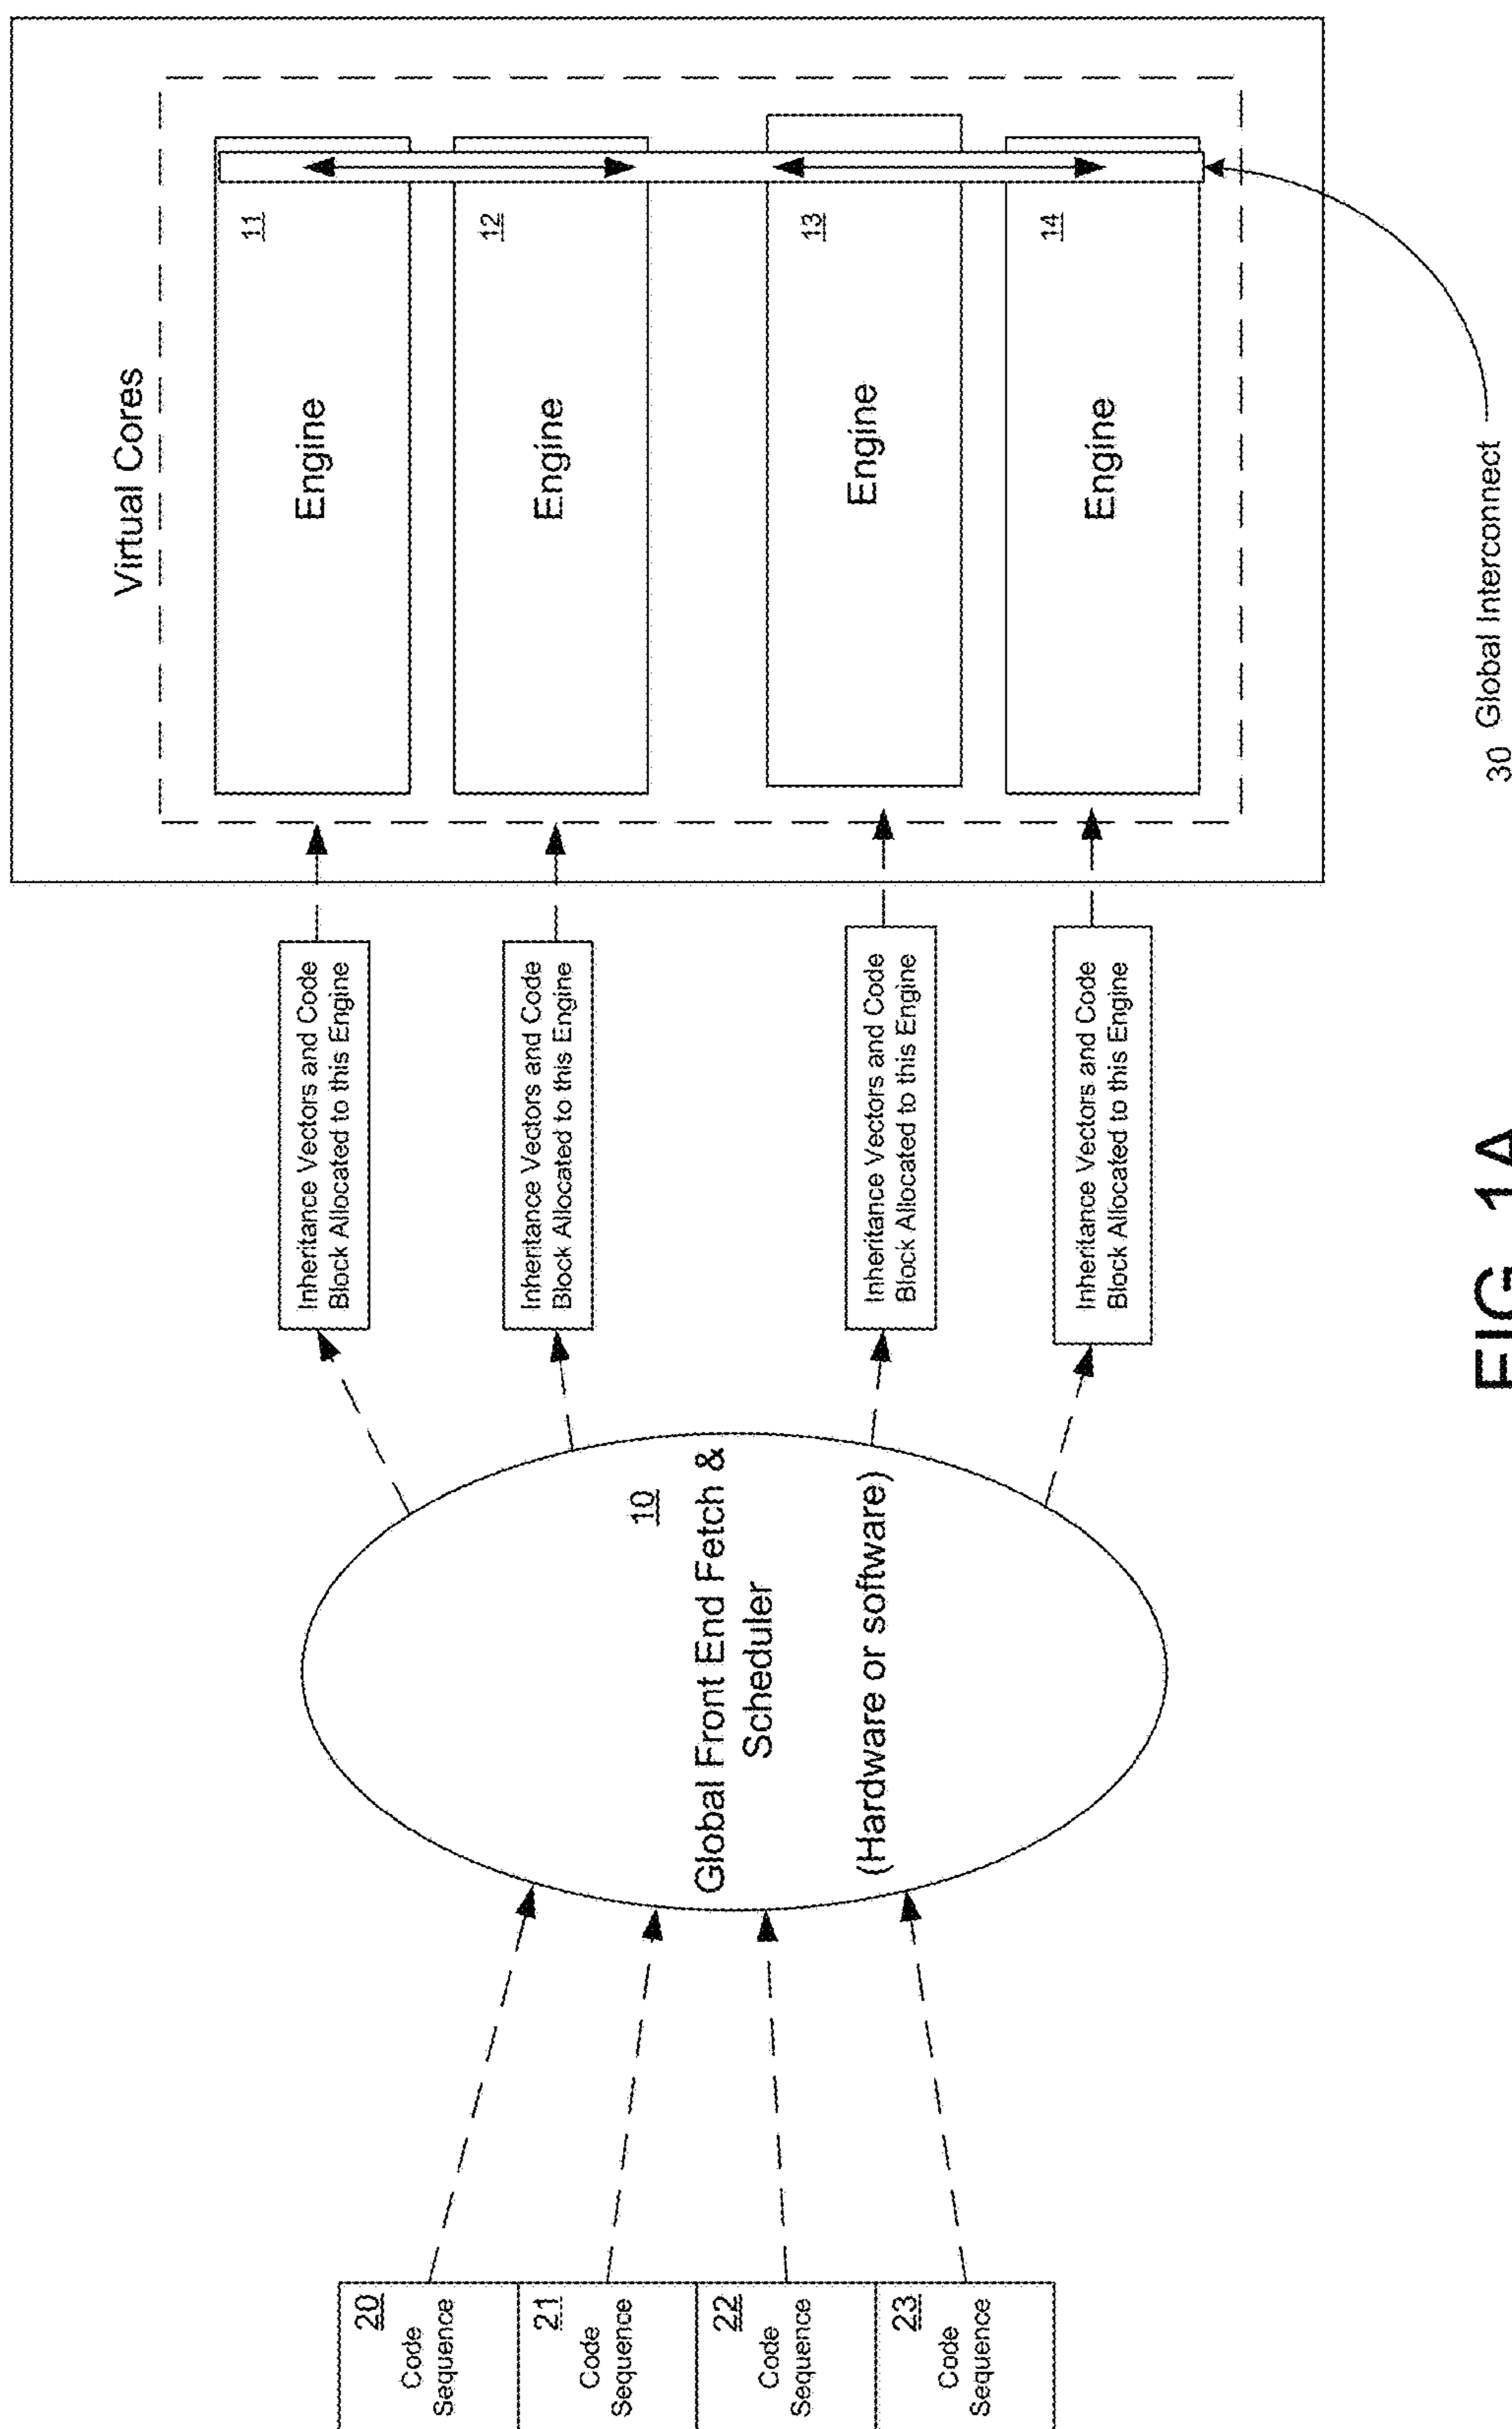 20
Code
Sequence
21
Code
Sequence
22
Code
Sequence
23
Code
Sequence
10
Global Front End Fetch &
Scheduler
(Hardware or software)
Inheritance Vectors and Code
Block Allocated to this Engine
Inheritance Vectors and Code
Block Allocated to this Engine
Inheritance Vectors and Code
Block Allocated to this Engine
Inheritance Vectors and Code
Block Allocated to this Engine
Virtual Cores
11
Engine
12
Engine
13
Engine
14
Engine
30 Global Interconnect
FIG. 1A